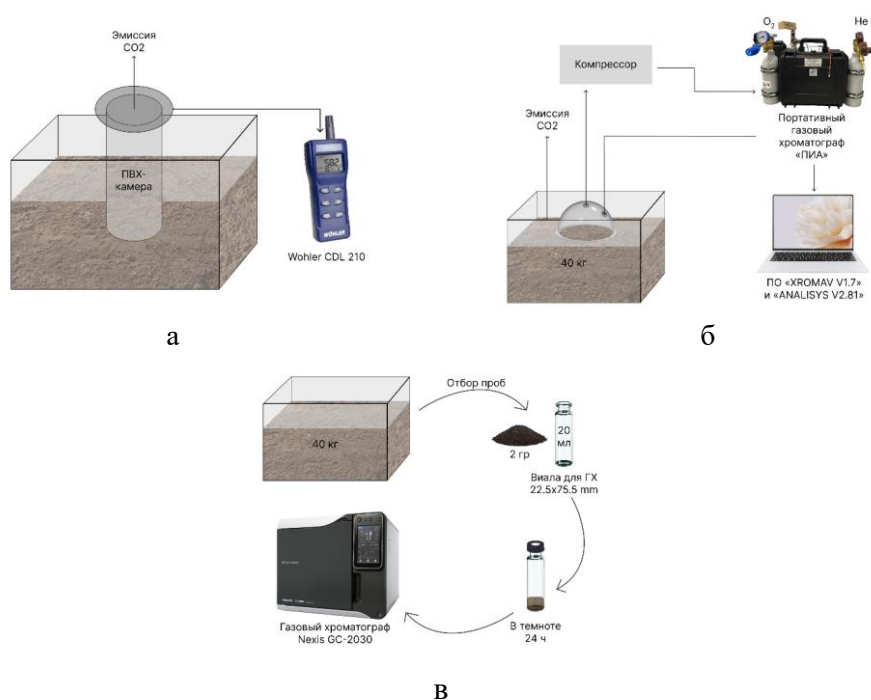 Эмиссия
CO2
ПВХ-
камера
582
WÖHLER
Wohler CDL 210
а
O₂
He
Компрессор
Эмиссия
CO2
Портативный
газовый
хроматограф
«ПИА»
40 кг
ПО «XROMAV V1.7»
и «ANALISYS V2.81»
б
Отбор проб
40 кг
2 гр
20
мл
Виала для ГХ
22.5x75.5 mm
Газовый хроматограф
Nexis GC-2030
В темноте
24 ч
в